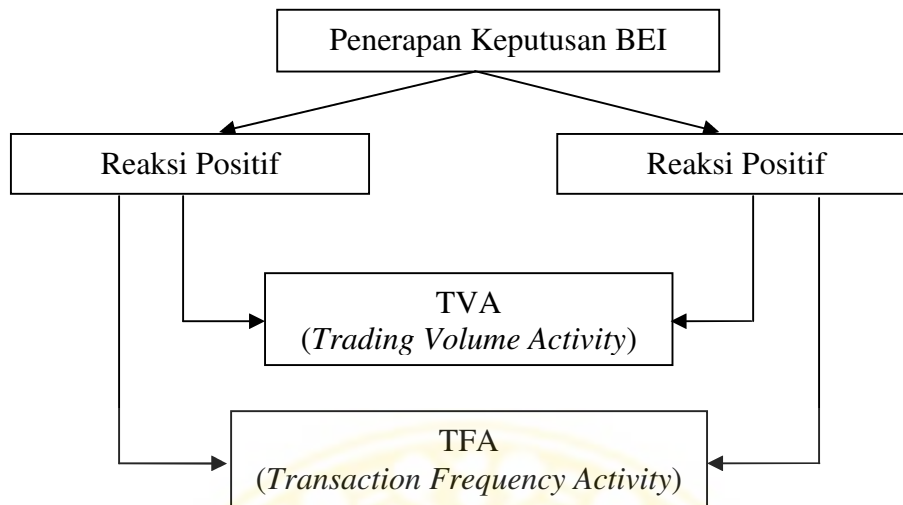 Penerapan Keputusan BEI
Reaksi Positif
Reaksi Positif
TVA
(Trading Volume Activity)
TFA
(Transaction Frequency Activity)